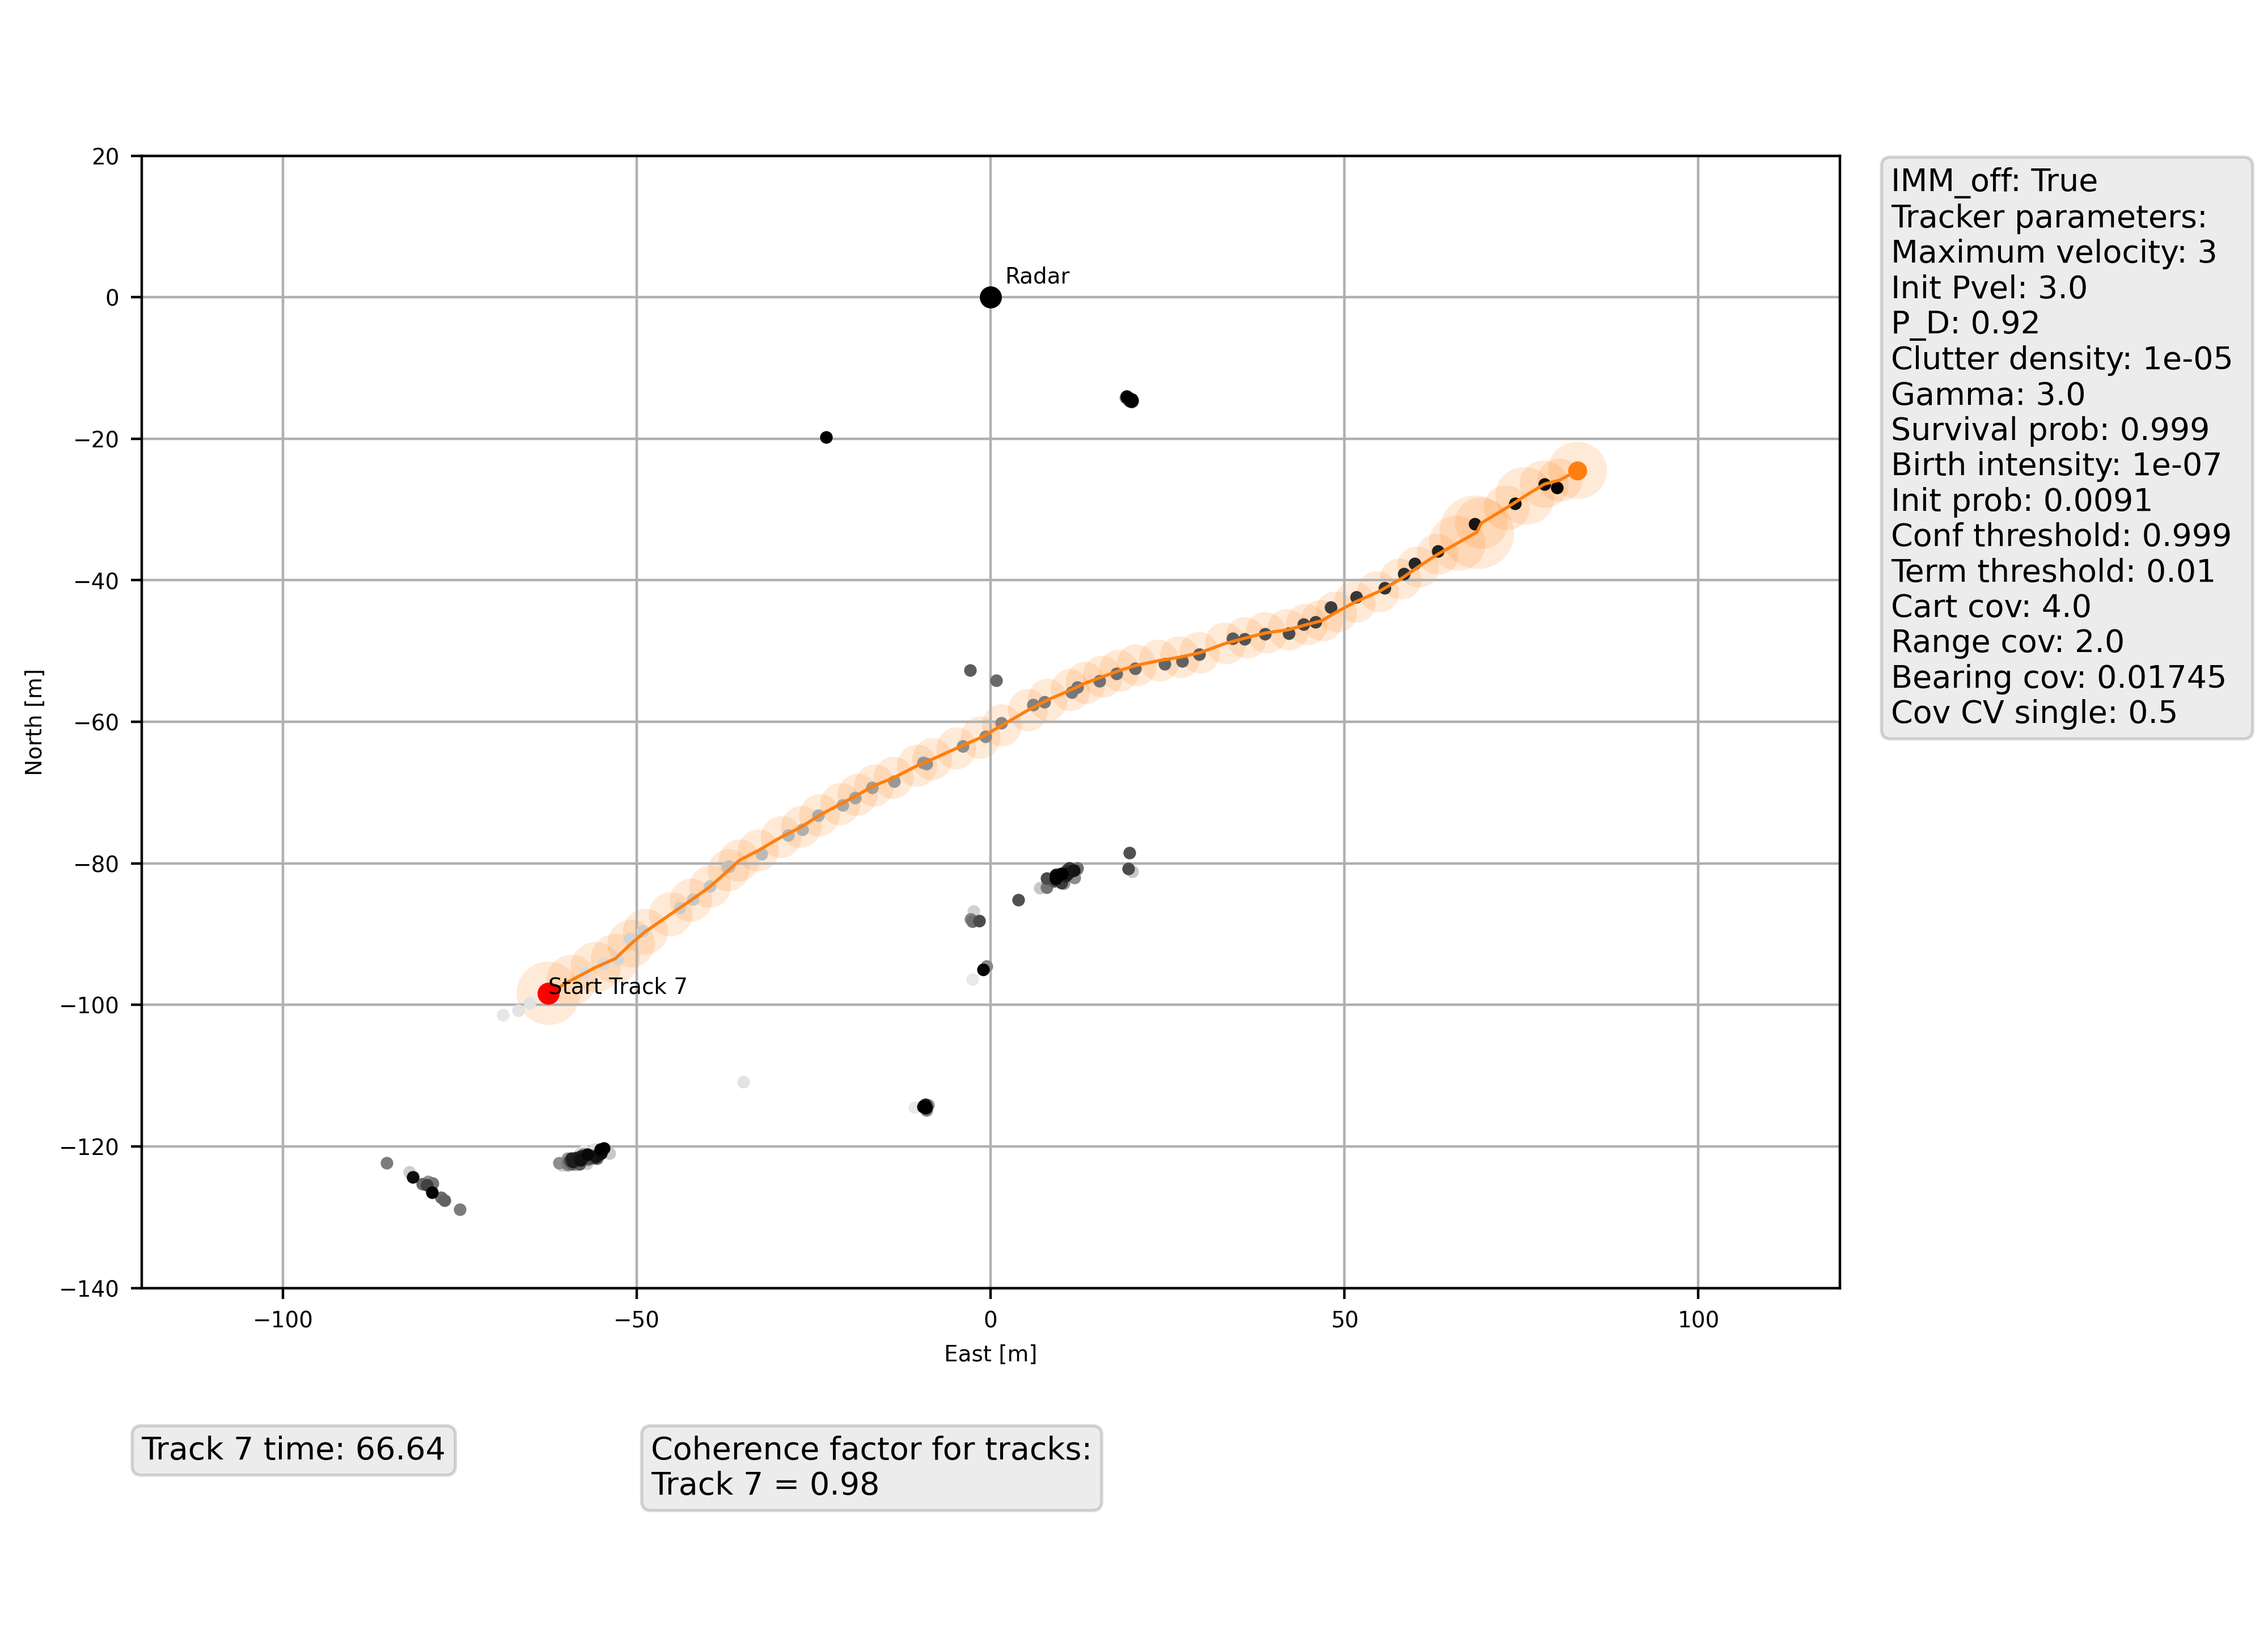 20
0
−20
−40
−60
−80
−100
−120
−140
North [m]
Radar
Start Track 7
−100
−50
0
50
100
East [m]
IMM_off: True
Tracker parameters:
Maximum velocity: 3
Init Pvel: 3.0
P_D: 0.92
Clutter density: 1e-05
Gamma: 3.0
Survival prob: 0.999
Birth intensity: 1e-07
Init prob: 0.0091
Conf threshold: 0.999
Term threshold: 0.01
Cart cov: 4.0
Range cov: 2.0
Bearing cov: 0.01745
Cov CV single: 0.5
Track 7 time: 66.64
Coherence factor for tracks:
Track 7 = 0.98